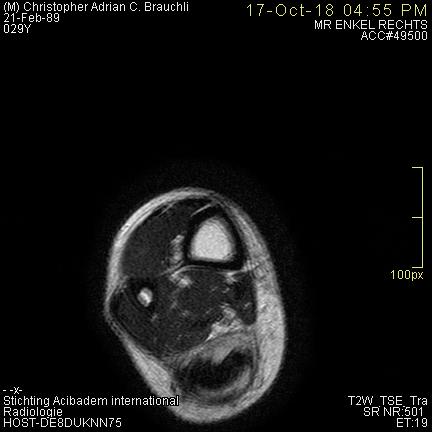 (M) Christopher Adrian C. Brauchli
21-Feb-89
029Y
17-Oct-18 04:55 PM
MR ENKEL RECHTS
ACC#49500
100px
--x-
Stichting Acibadem international
Radiologie
HOST-DE8DUKNN75
T2W_TSE_Tra
SR NR:501
ET:19